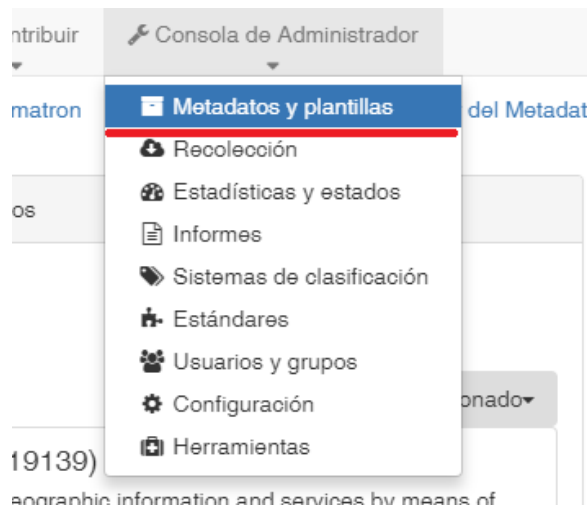 ntribuir
Consola de Administrador
matron
Metadatos y plantillas
del Metadat
Recolección
os
Estadísticas y estados
Informes
Sistemas de clasificación
Estándares
Usuarios y grupos
Configuración
onado
Herramientas
19139)
eographic information and services by means of